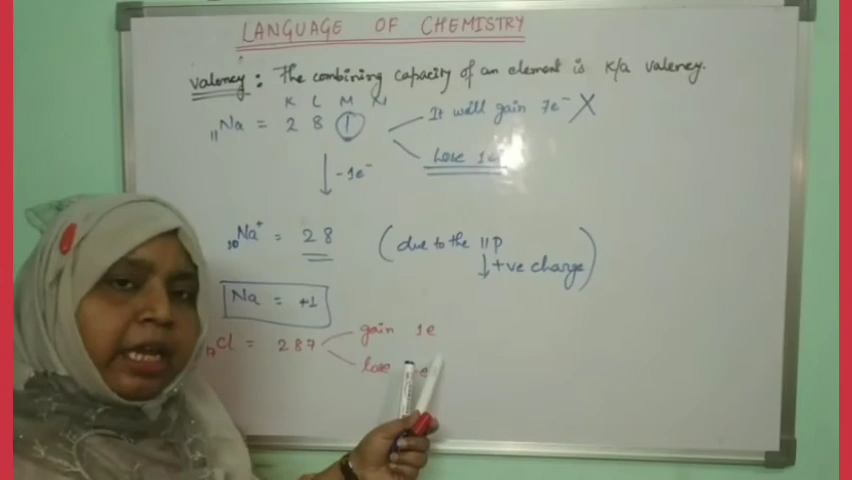 LANGUAGE OF CHEMISTRY
Valency : The combining capacity of an element is k/a valency.
K L M N
11Na = 2 8 1
It will gain 7e⁻ X
Lose 1e
-1e⁻
10Na⁺ = 2 8 (due to the 11P
↓ +ve charge)
Na = +1
17Cl = 2 8 7
gain 1e
lose e